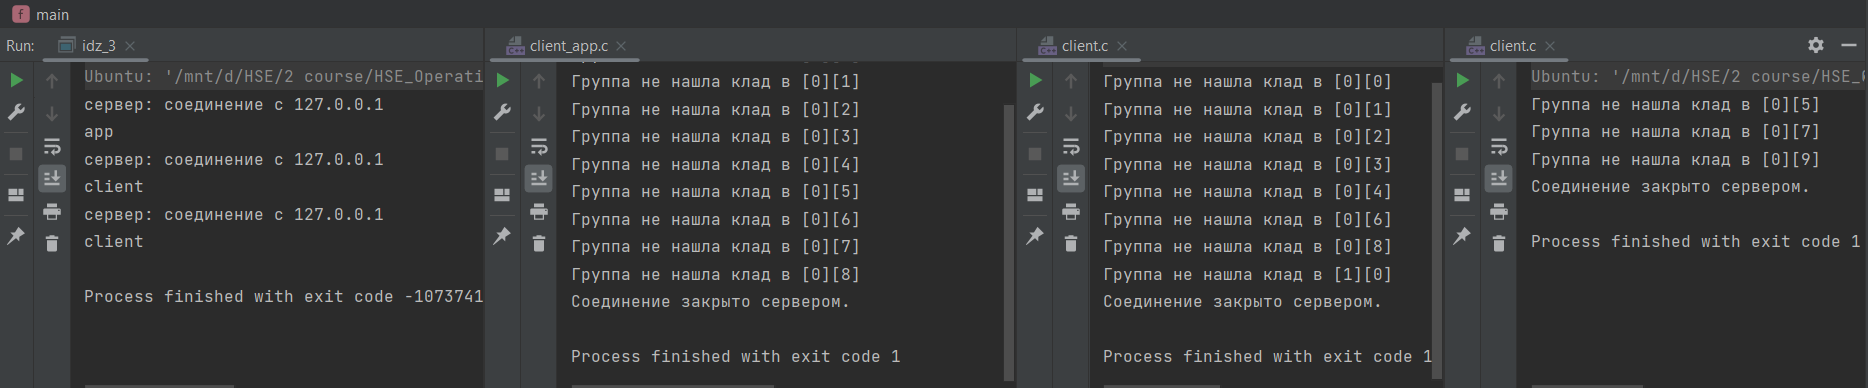 main
Run:
idz_3
Ubuntu: '/mnt/d/HSE/2 course/HSE_Operati
сервер: соединение с 127.0.0.1
app
сервер: соединение с 127.0.0.1
client
сервер: соединение с 127.0.0.1
client
Process finished with exit code -1073741
client_app.c
Группа не нашла клад в [0][1]
Группа не нашла клад в [0][2]
Группа не нашла клад в [0][3]
Группа не нашла клад в [0][4]
Группа не нашла клад в [0][5]
Группа не нашла клад в [0][6]
Группа не нашла клад в [0][7]
Группа не нашла клад в [0][8]
Соединение закрыто сервером.
Process finished with exit code 1
client.c
Группа не нашла клад в [0][0]
Группа не нашла клад в [0][1]
Группа не нашла клад в [0][2]
Группа не нашла клад в [0][3]
Группа не нашла клад в [0][4]
Группа не нашла клад в [0][6]
Группа не нашла клад в [0][8]
Группа не нашла клад в [1][0]
Соединение закрыто сервером.
Process finished with exit code 1
client.c
Ubuntu: '/mnt/d/HSE/2 course/HSE_
Группа не нашла клад в [0][5]
Группа не нашла клад в [0][7]
Группа не нашла клад в [0][9]
Соединение закрыто сервером.
Process finished with exit code 1